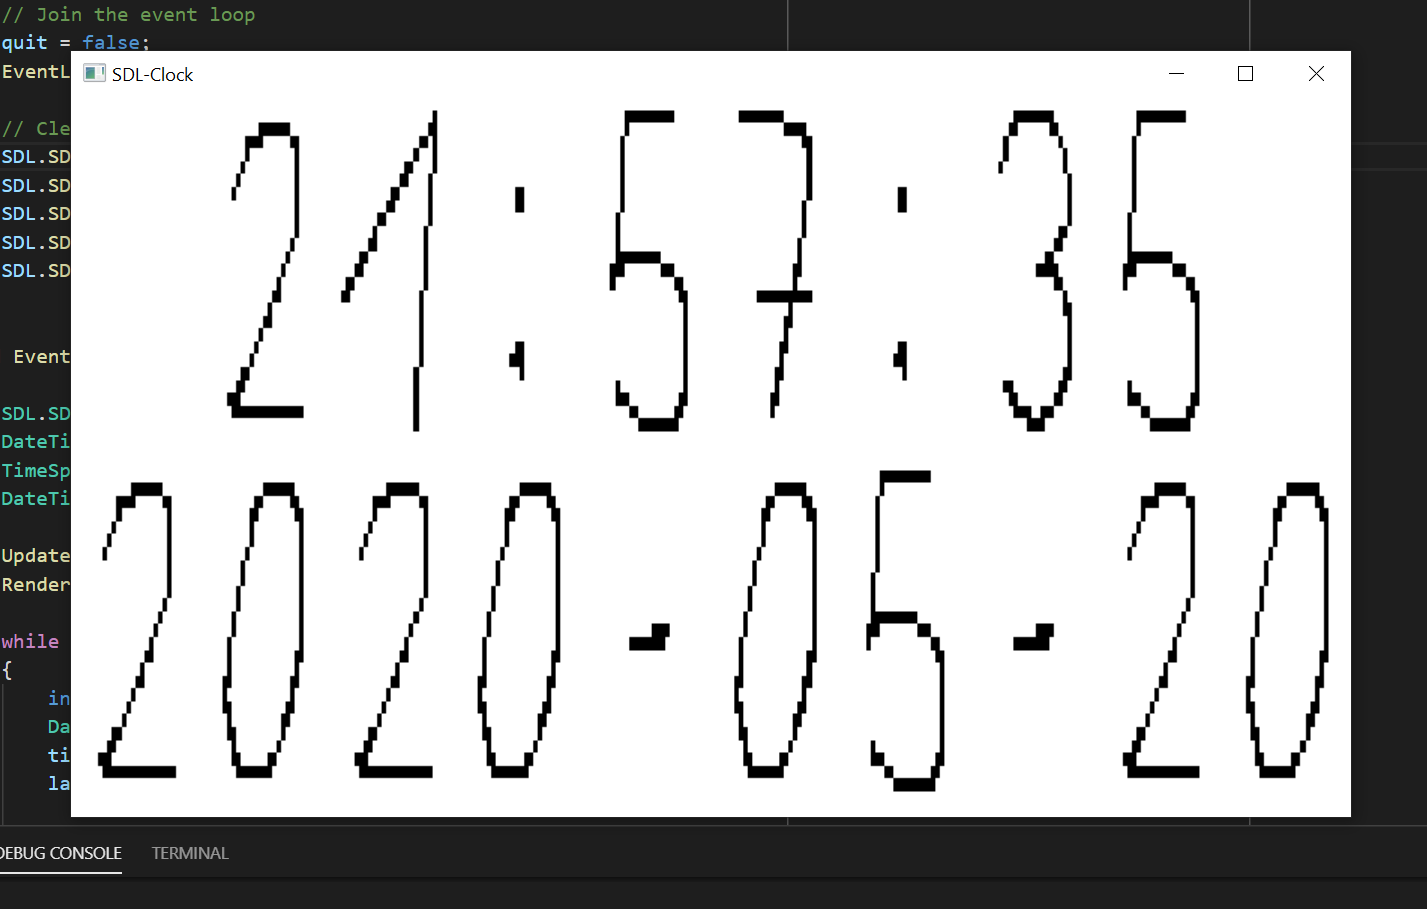 // Join the event loop
quit = false;
EventL
SDL-Clock
// Cle
SDL.SD
SDL.SD
SDL.SD
SDL.SD
SDL.SD
21:57:35
Event
SDL.SD
DateTi
TimeSp
DateTi
Update
Render
while
{
in
Da
ti
la
2020-05-20
DEBUG CONSOLE TERMINAL